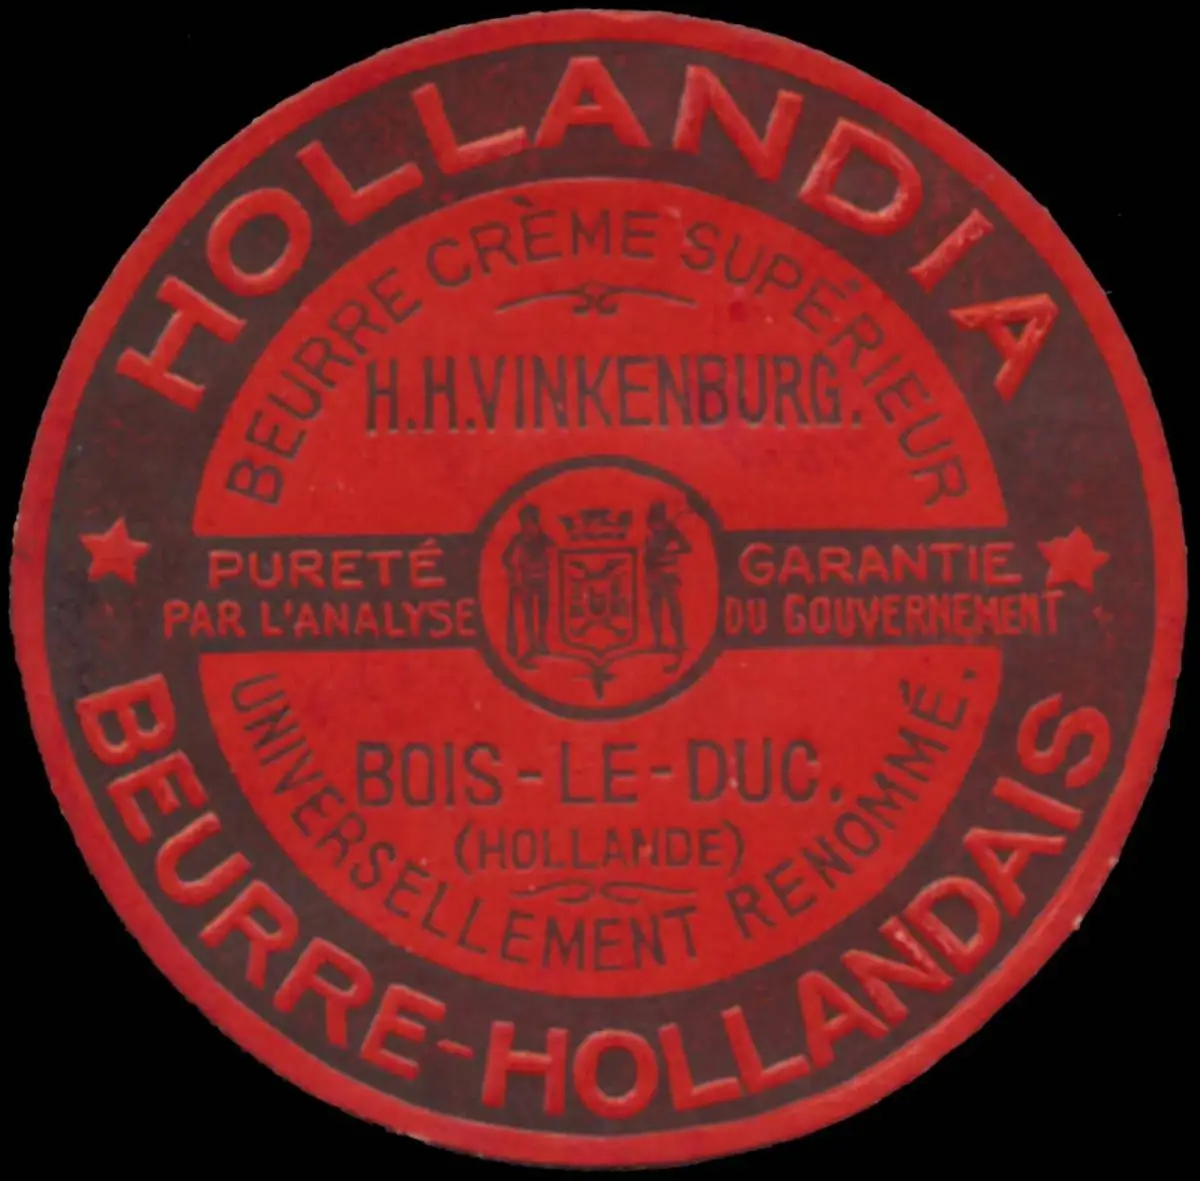 HOLLANDIA
BEURRE CRÈME SUPÉRIEUR
H.H.VINKENBURG.
PURETÉ
PAR L'ANALYSE
GARANTIE
DU GOUVERNEMENT
BOIS-LE-DUC.
(HOLLANDE)
UNIVERSELLEMENT RENOMMÉ.
BEURRE-HOLLANDAIS